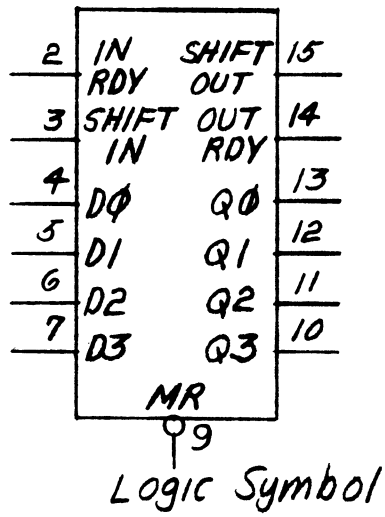 2 IN SHIFT 15
RDY OUT
3 SHIFT OUT 14
IN RDY
4 DØ QØ 13
5 D1 Q1 12
6 D2 Q2 11
7 D3 Q3 10
MR
9
Logic Symbol